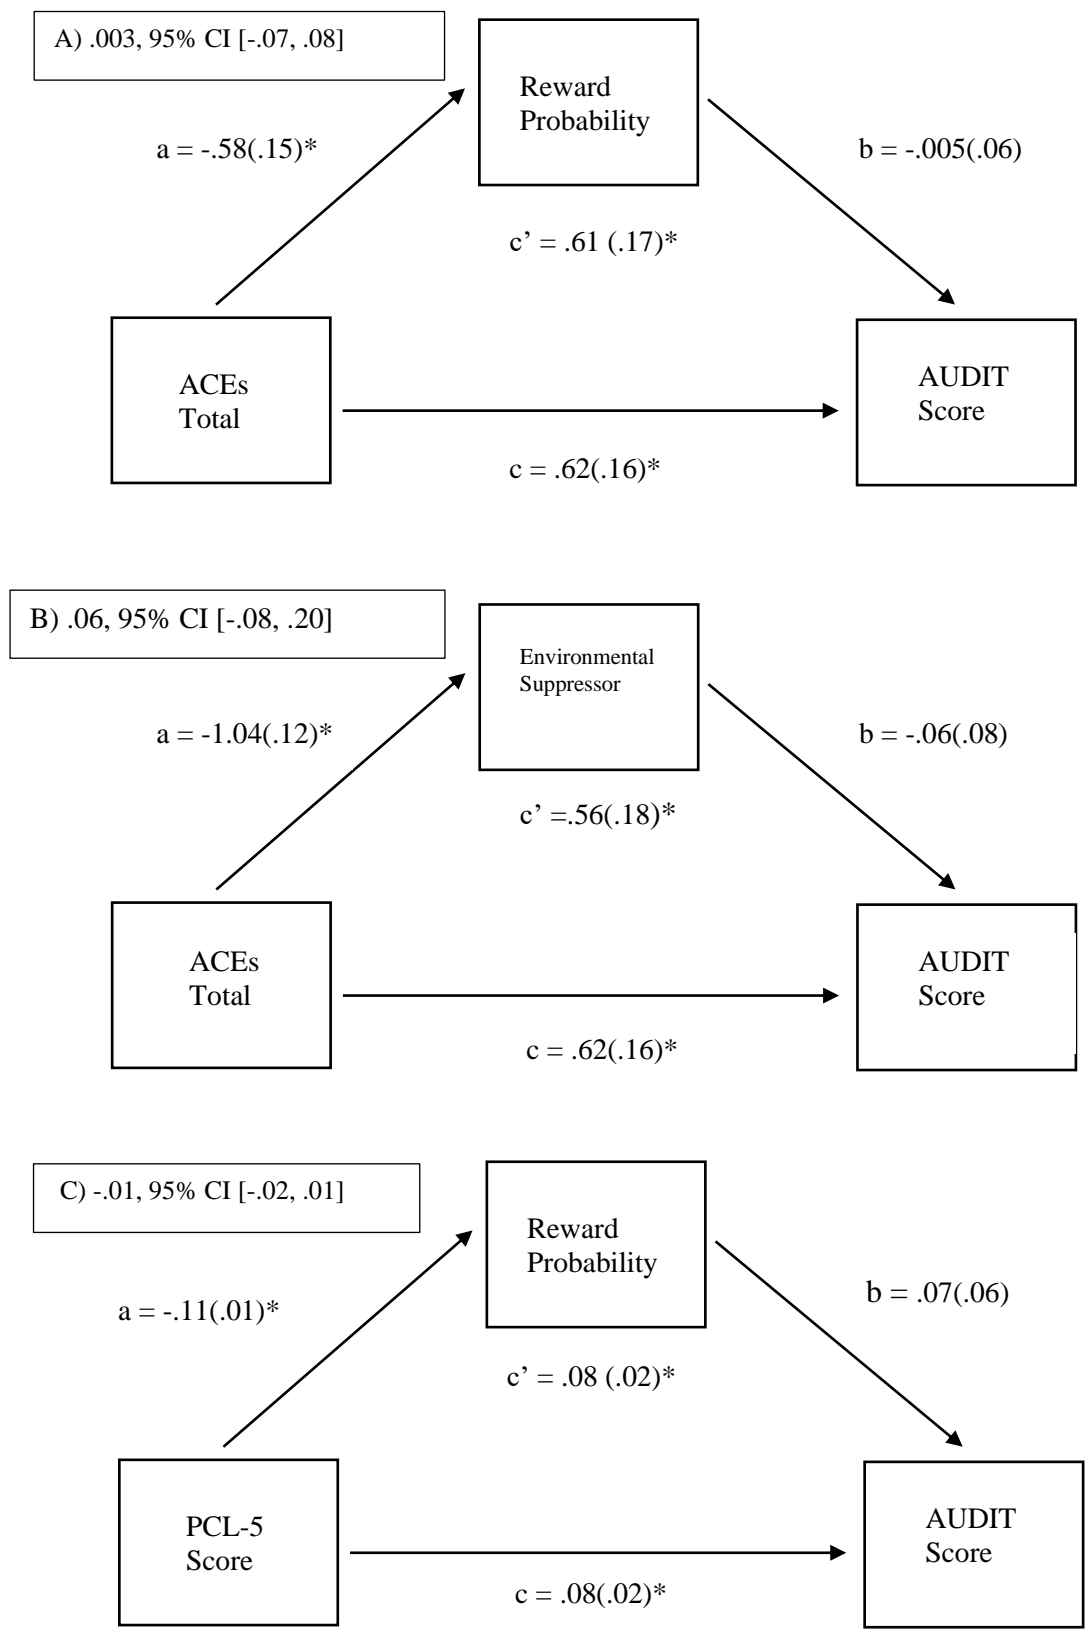 A) .003, 95% CI [-.07, .08]
Reward
Probability
a = -.58(.15)*
b = -.005(.06)
c’ = .61 (.17)*
ACEs
Total
AUDIT
Score
c = .62(.16)*
B) .06, 95% CI [-.08, .20]
Environmental
Suppressor
a = -1.04(.12)*
b = -.06(.08)
c’ =.56(.18)*
ACEs
Total
AUDIT
Score
c = .62(.16)*
C) -.01, 95% CI [-.02, .01]
Reward
Probability
a = -.11(.01)*
b = .07(.06)
c’ = .08 (.02)*
PCL-5
Score
AUDIT
Score
c = .08(.02)*